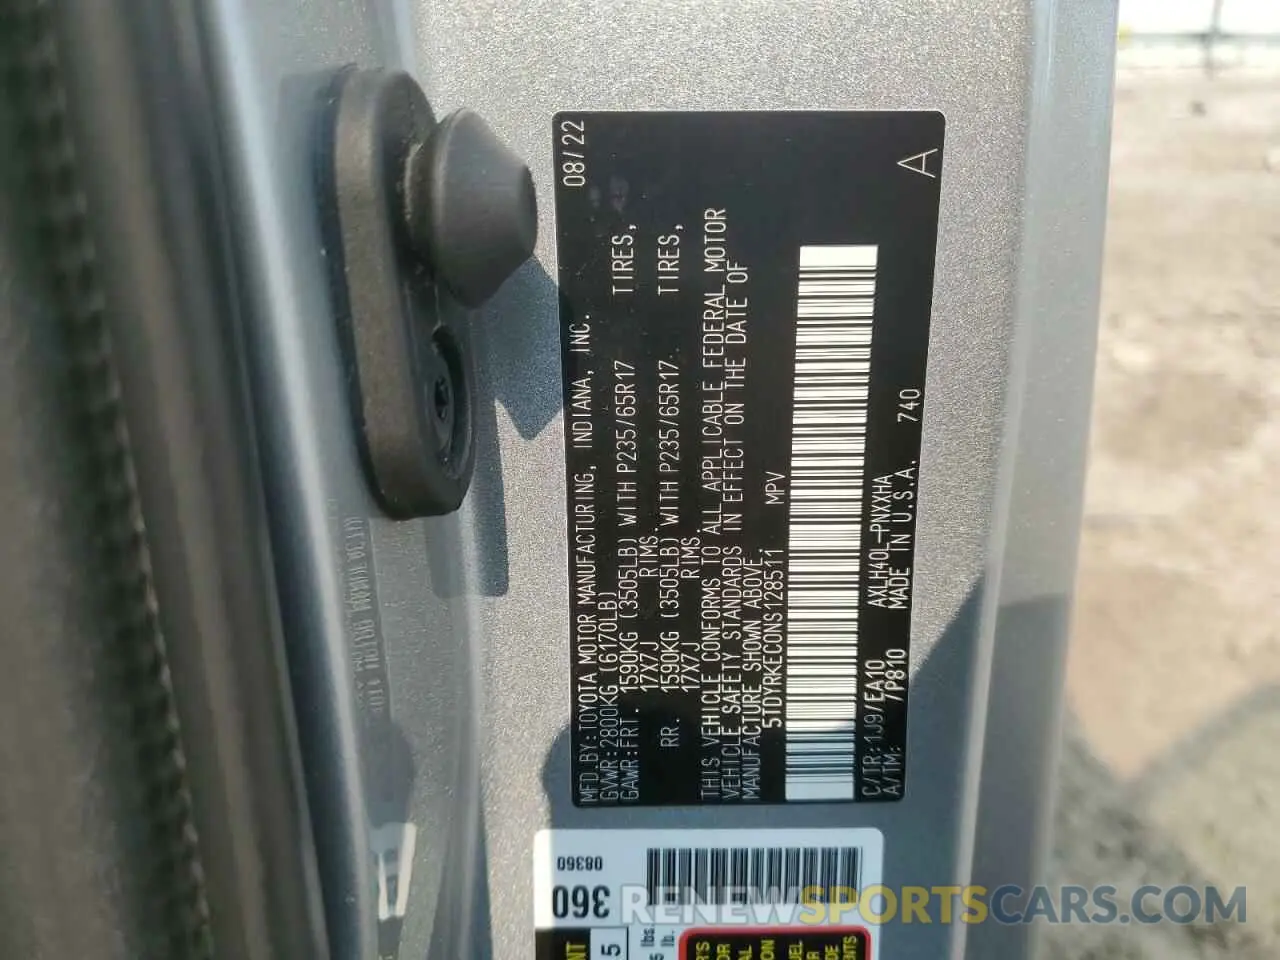 MFD.BY:TOYOTA MOTOR MANUFACTURING, INDIANA, INC. 08/22
GVWR:2800KG (6170LB)
GAWR:FRT. 1590KG (3505LB) WITH P235/65R17 TIRES,
17X7J RIMS.
RR. 1590KG (3505LB) WITH P235/65R17 TIRES,
17X7J RIMS.
THIS VEHICLE CONFORMS TO ALL APPLICABLE FEDERAL MOTOR
VEHICLE SAFETY STANDARDS IN EFFECT ON THE DATE OF
MANUFACTURE SHOWN ABOVE.
5TDYRKEC0NS128511 MPV
C/TR:1J9/EA10 AXLH40L-PNXXHA
A/TM: /P810 MADE IN U.S.A. 740 A
08360
360
lbs.
lb.
RENEWSPORTSCARS.COM